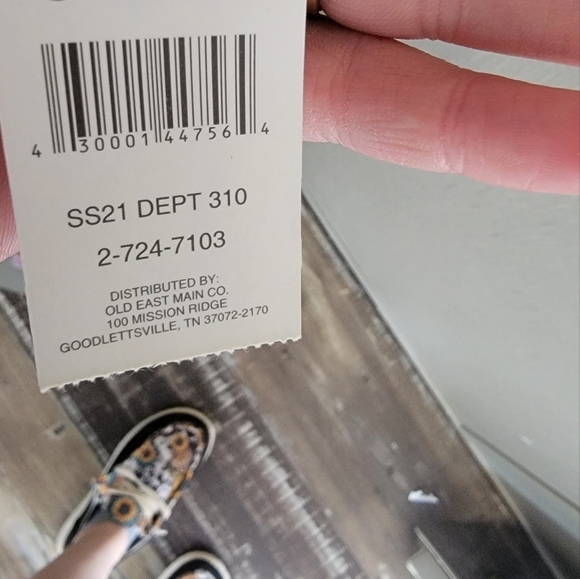 4 30001 44756 4
SS21 DEPT 310
2-724-7103
DISTRIBUTED BY:
OLD EAST MAIN CO.
100 MISSION RIDGE
GOODLETTSVILLE, TN 37072-2170